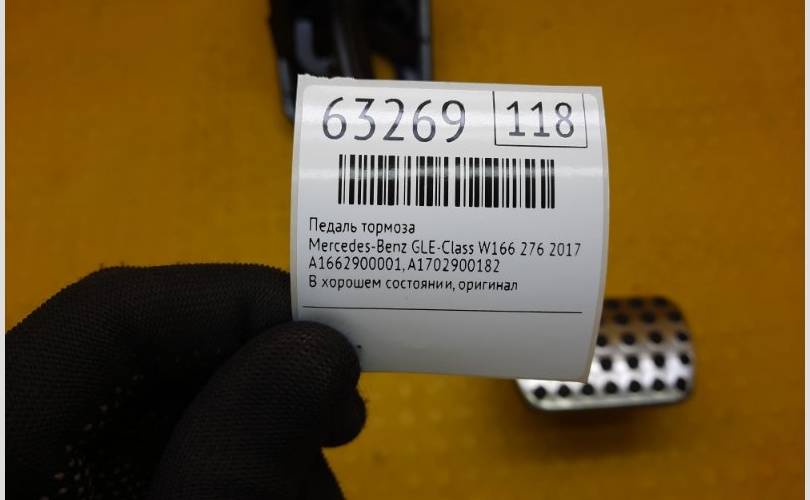 63269 118
Педаль тормоза
Mercedes-Benz GLE-Class W166 276 2017
A1662900001, A1702900182
В хорошем состоянии, оригинал